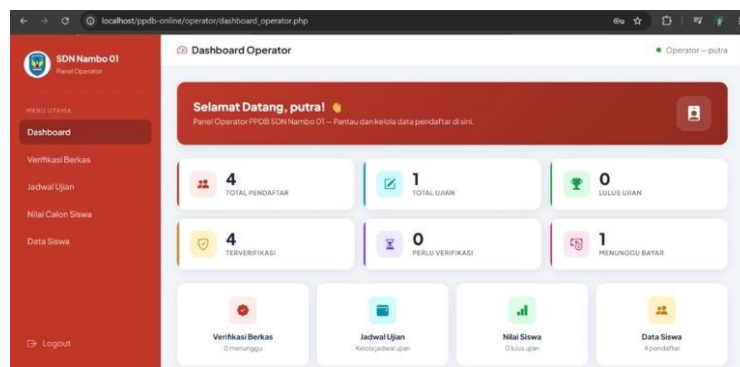 localhost/ppdb-online/operator/dashboard_operator.php
SDN Nambo 01
Panel Operator
MENU UTAMA
Dashboard
Verifikasi Berkas
Jadwal Ujian
Nilai Calon Siswa
Data Siswa
Logout
Dashboard Operator
Operator — putra
Selamat Datang, putra! 👋
Panel Operator PPDB SDN Nambo 01 — Pantau dan kelola data pendaftar di sini.
4
TOTAL PENDAFTAR
1
TOTAL UJIAN
0
LULUS UJIAN
4
TERVERIFIKASI
0
PERLU VERIFIKASI
1
MENUNGGU BAYAR
Verifikasi Berkas
0 menunggu
Jadwal Ujian
Kelola jadwal ujian
Nilai Siswa
0 lulus ujian
Data Siswa
4 pendaftar